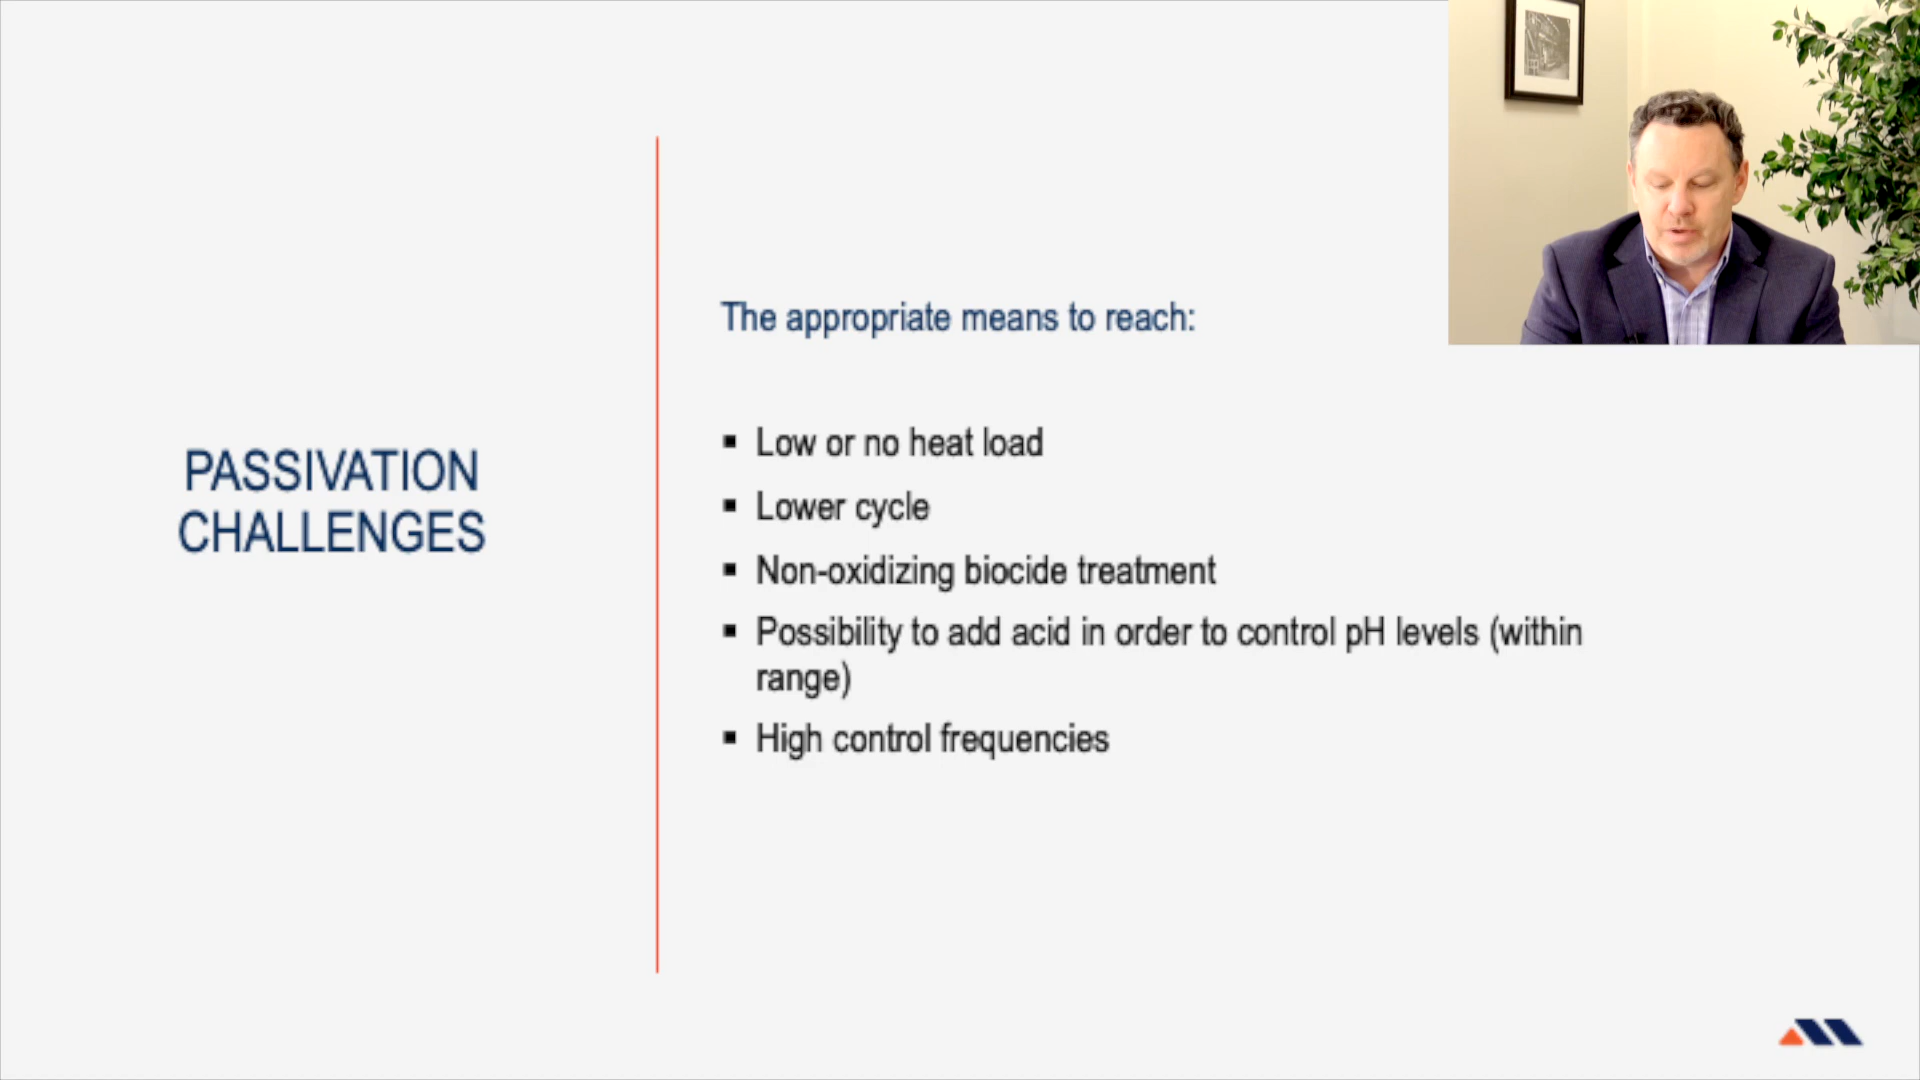 PASSIVATION
CHALLENGES
The appropriate means to reach:
▪ Low or no heat load
▪ Lower cycle
▪ Non-oxidizing biocide treatment
▪ Possibility to add acid in order to control pH levels (within
range)
▪ High control frequencies